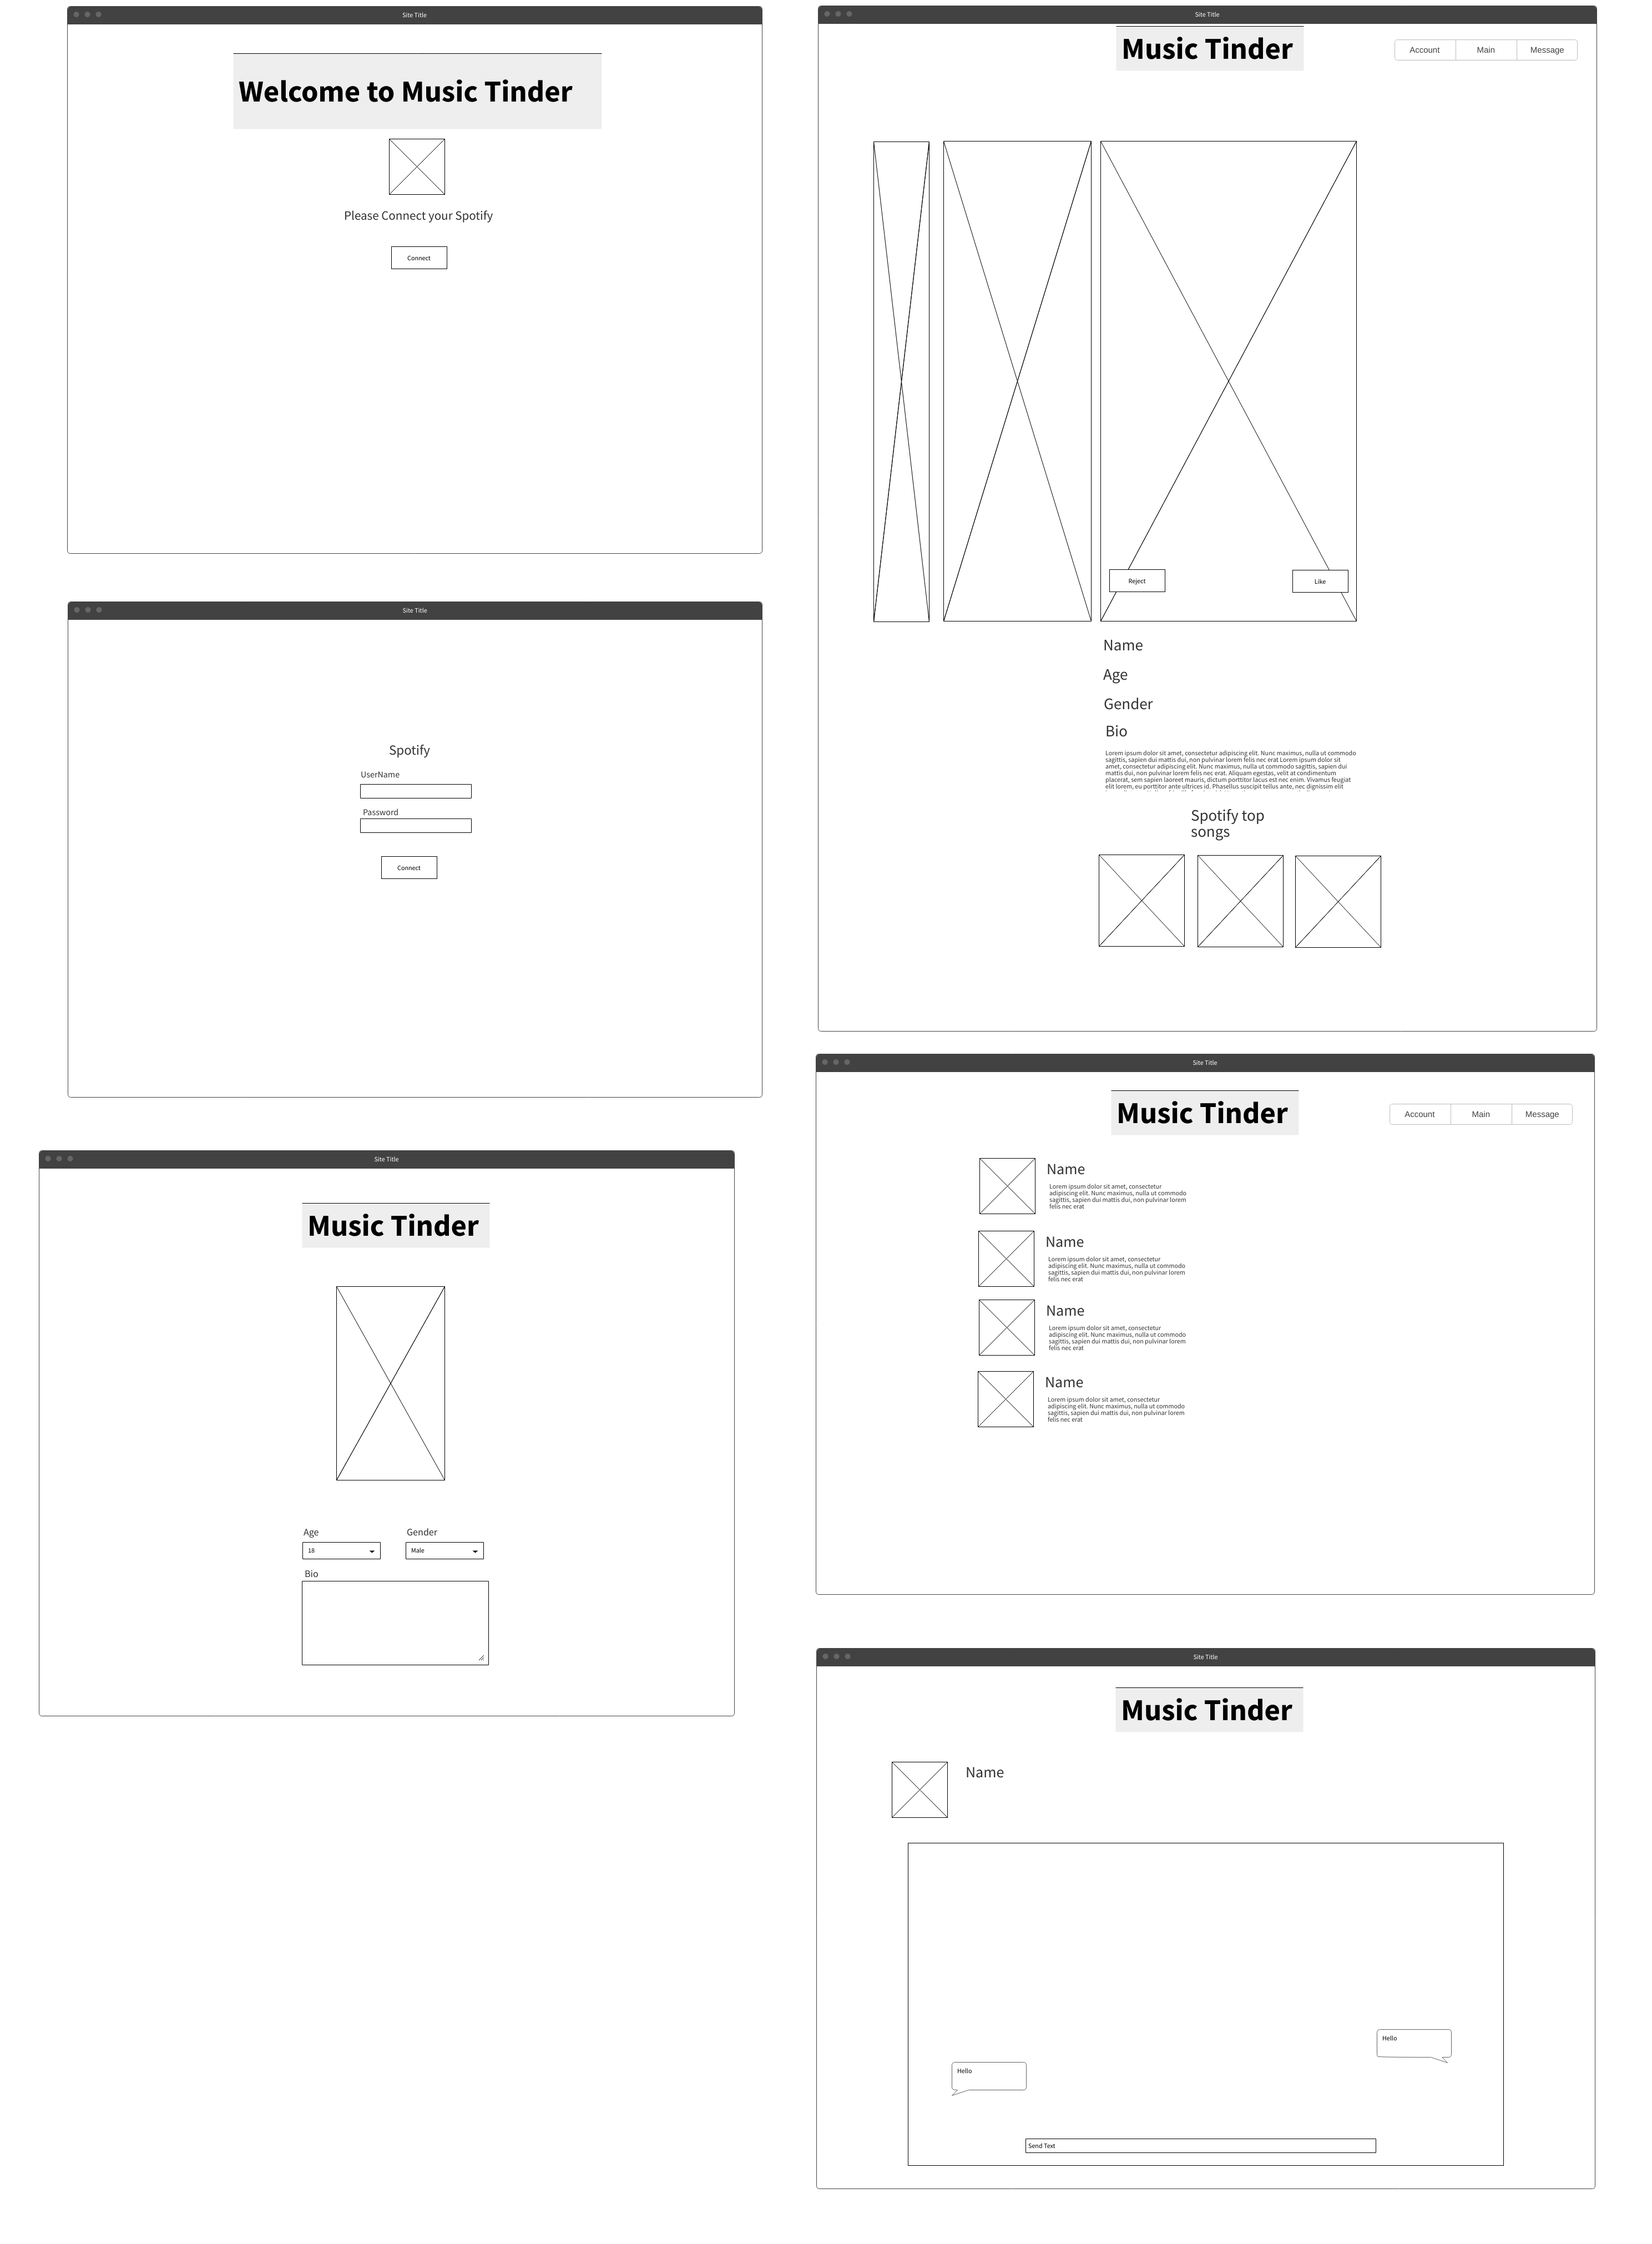 Site Title
Welcome to Music Tinder
Please Connect your Spotify
Connect
Site Title
Spotify
UserName
Password
Connect
Site Title
Music Tinder
Age
Gender
18
Male
Bio
Site Title
Music Tinder
Account
Main
Message
Reject
Like
Name
Age
Gender
Bio
Lorem ipsum dolor sit amet, consectetur adipiscing elit. Nunc maximus, nulla ut commodo
sagittis, sapien dui mattis dui, non pulvinar lorem felis nec erat Lorem ipsum dolor sit
amet, consectetur adipiscing elit. Nunc maximus, nulla ut commodo sagittis, sapien dui
mattis dui, non pulvinar lorem felis nec erat. Aliquam egestas, velit at condimentum
placerat, sem sapien laoreet mauris, dictum porttitor lacus est nec enim. Vivamus feugiat
elit lorem, eu porttitor ante ultrices id. Phasellus suscipit tellus ante, nec dignissim elit
Spotify top
songs
Site Title
Music Tinder
Account
Main
Message
Name
Lorem ipsum dolor sit amet, consectetur
adipiscing elit. Nunc maximus, nulla ut commodo
sagittis, sapien dui mattis dui, non pulvinar lorem
felis nec erat
Name
Lorem ipsum dolor sit amet, consectetur
adipiscing elit. Nunc maximus, nulla ut commodo
sagittis, sapien dui mattis dui, non pulvinar lorem
felis nec erat
Name
Lorem ipsum dolor sit amet, consectetur
adipiscing elit. Nunc maximus, nulla ut commodo
sagittis, sapien dui mattis dui, non pulvinar lorem
felis nec erat
Name
Lorem ipsum dolor sit amet, consectetur
adipiscing elit. Nunc maximus, nulla ut commodo
sagittis, sapien dui mattis dui, non pulvinar lorem
felis nec erat
Site Title
Music Tinder
Name
Hello
Hello
Send Text